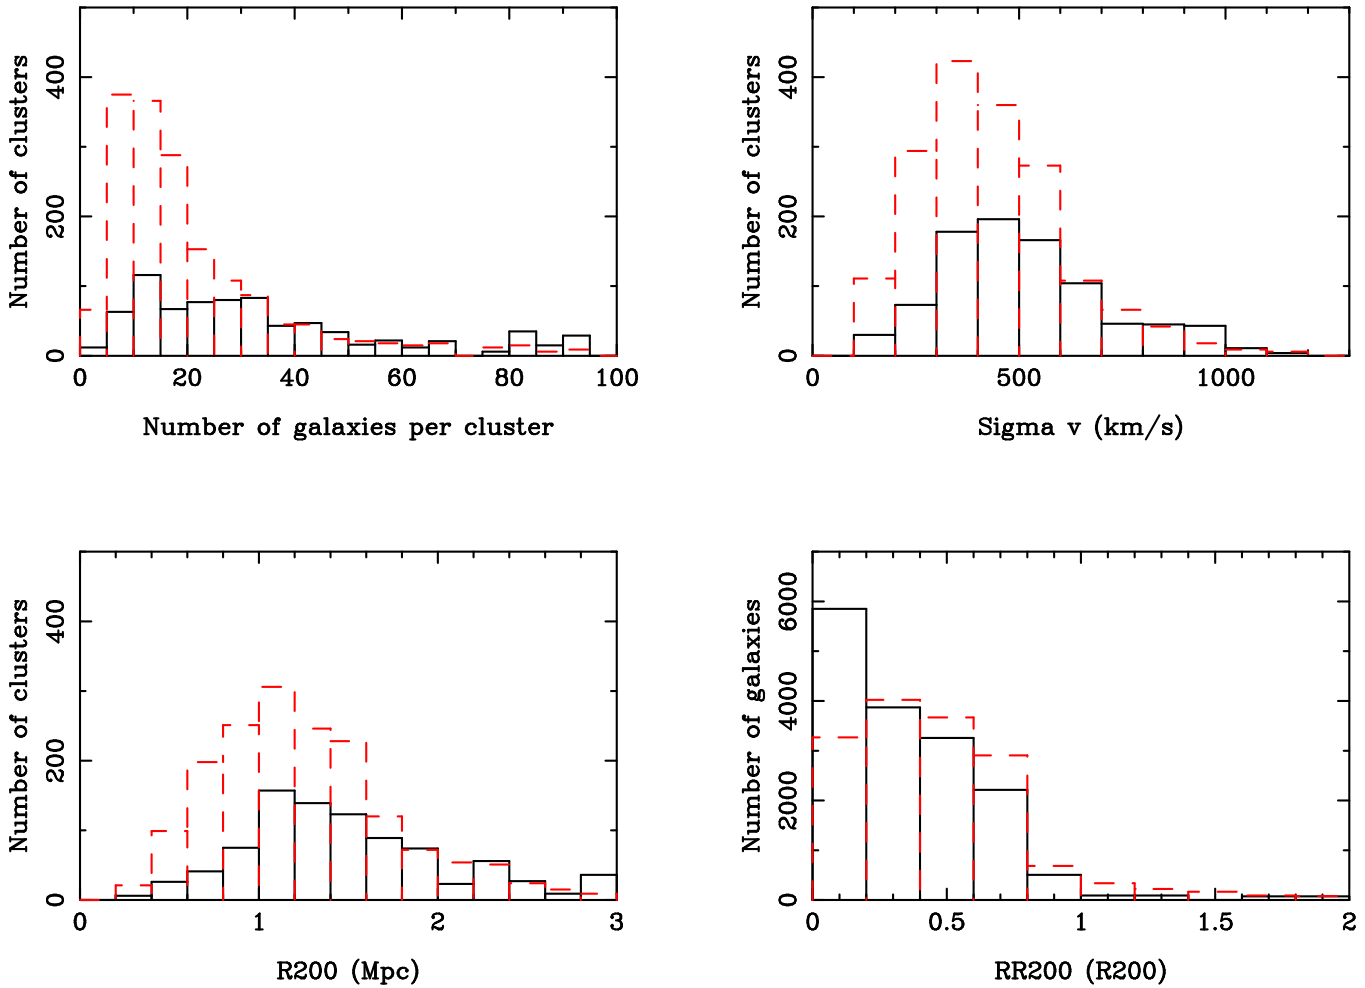 Number of clusters
0 200 400
0 20 40 60 80 100
Number of galaxies per cluster
Number of clusters
0 200 400
0 500 1000
Sigma v (km/s)
Number of clusters
0 200 400
0 1 2 3
R200 (Mpc)
Number of galaxies
0 2000 4000 6000
0 0.5 1 1.5 2
RR200 (R200)